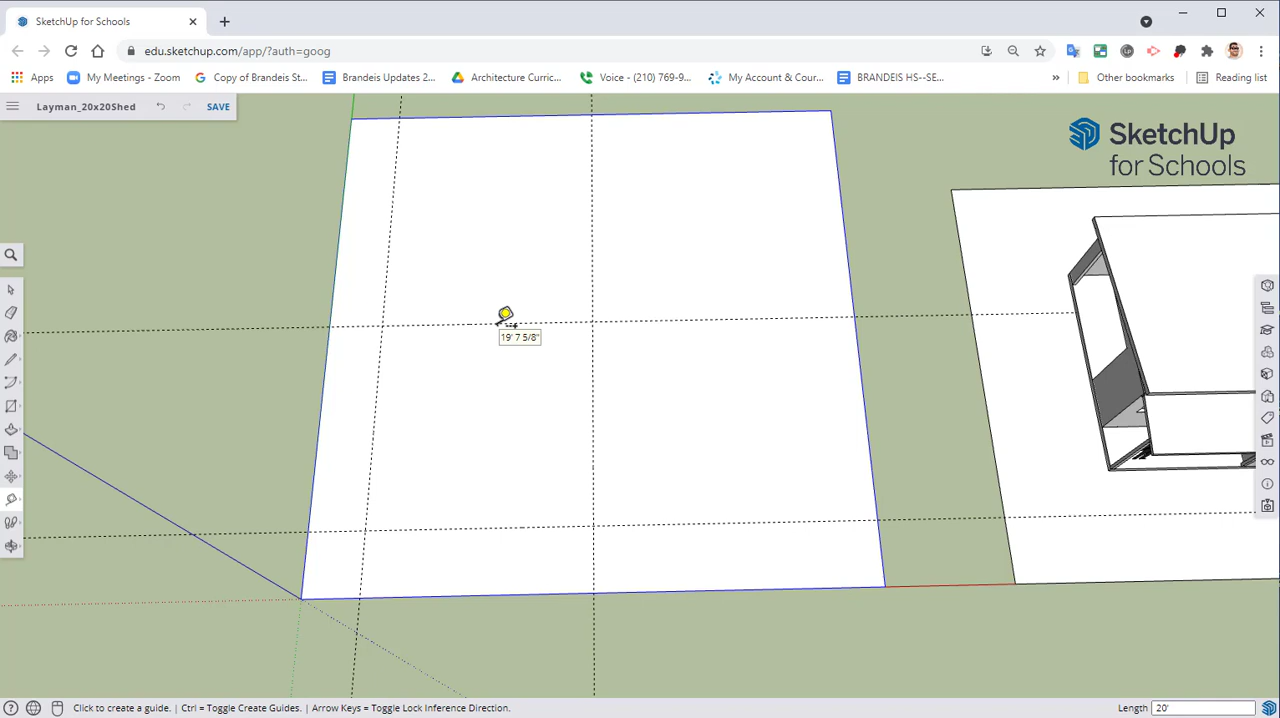 SketchUp for Schools
edu.sketchup.com/app/?auth=goog
Apps
My Meetings - Zoom
Copy of Brandeis St...
Brandeis Updates 2...
Architecture Curric...
Voice - (210) 769-9...
My Account & Cour...
BRANDEIS HS--SE...
»
Other bookmarks
Reading list
Layman_20x20Shed
SAVE
SketchUp
for Schools
19' 7 5/8"
Click to create a guide. | Ctrl = Toggle Create Guides. | Arrow Keys = Toggle Lock Inference Direction.
Length
20'